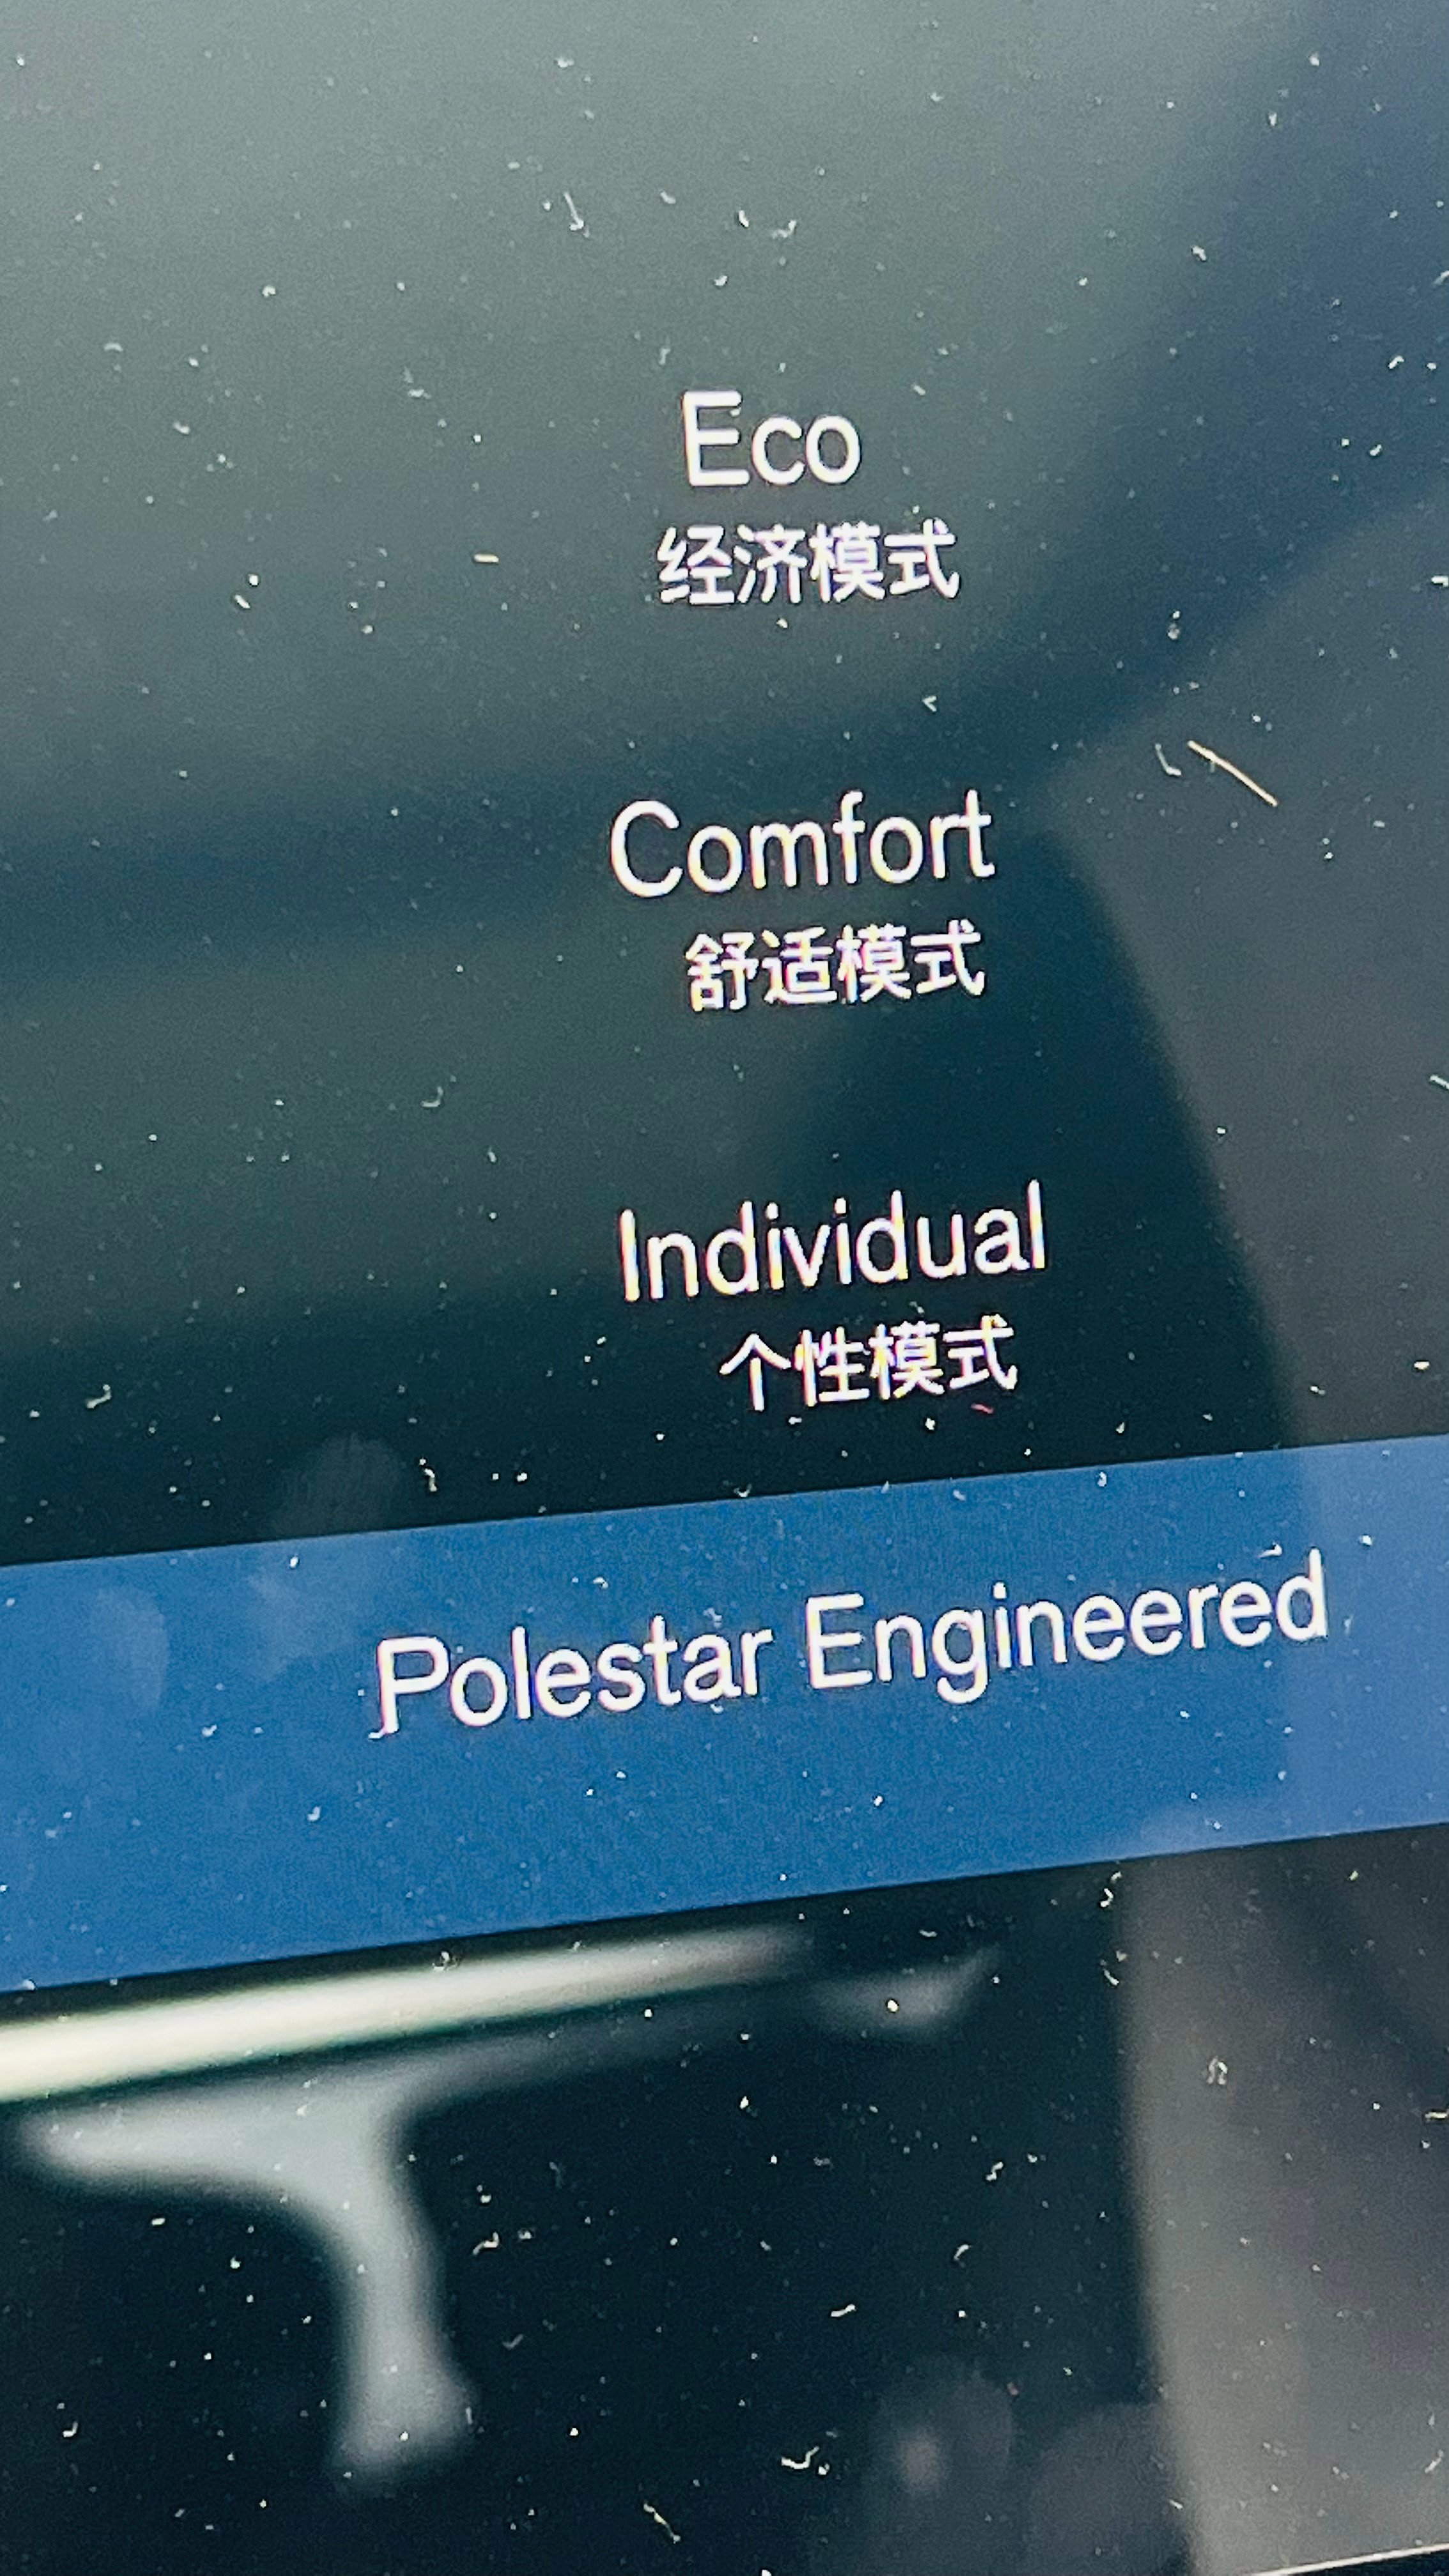 Eco
经济模式
Comfort
舒适模式
Individual
个性模式
Polestar Engineered